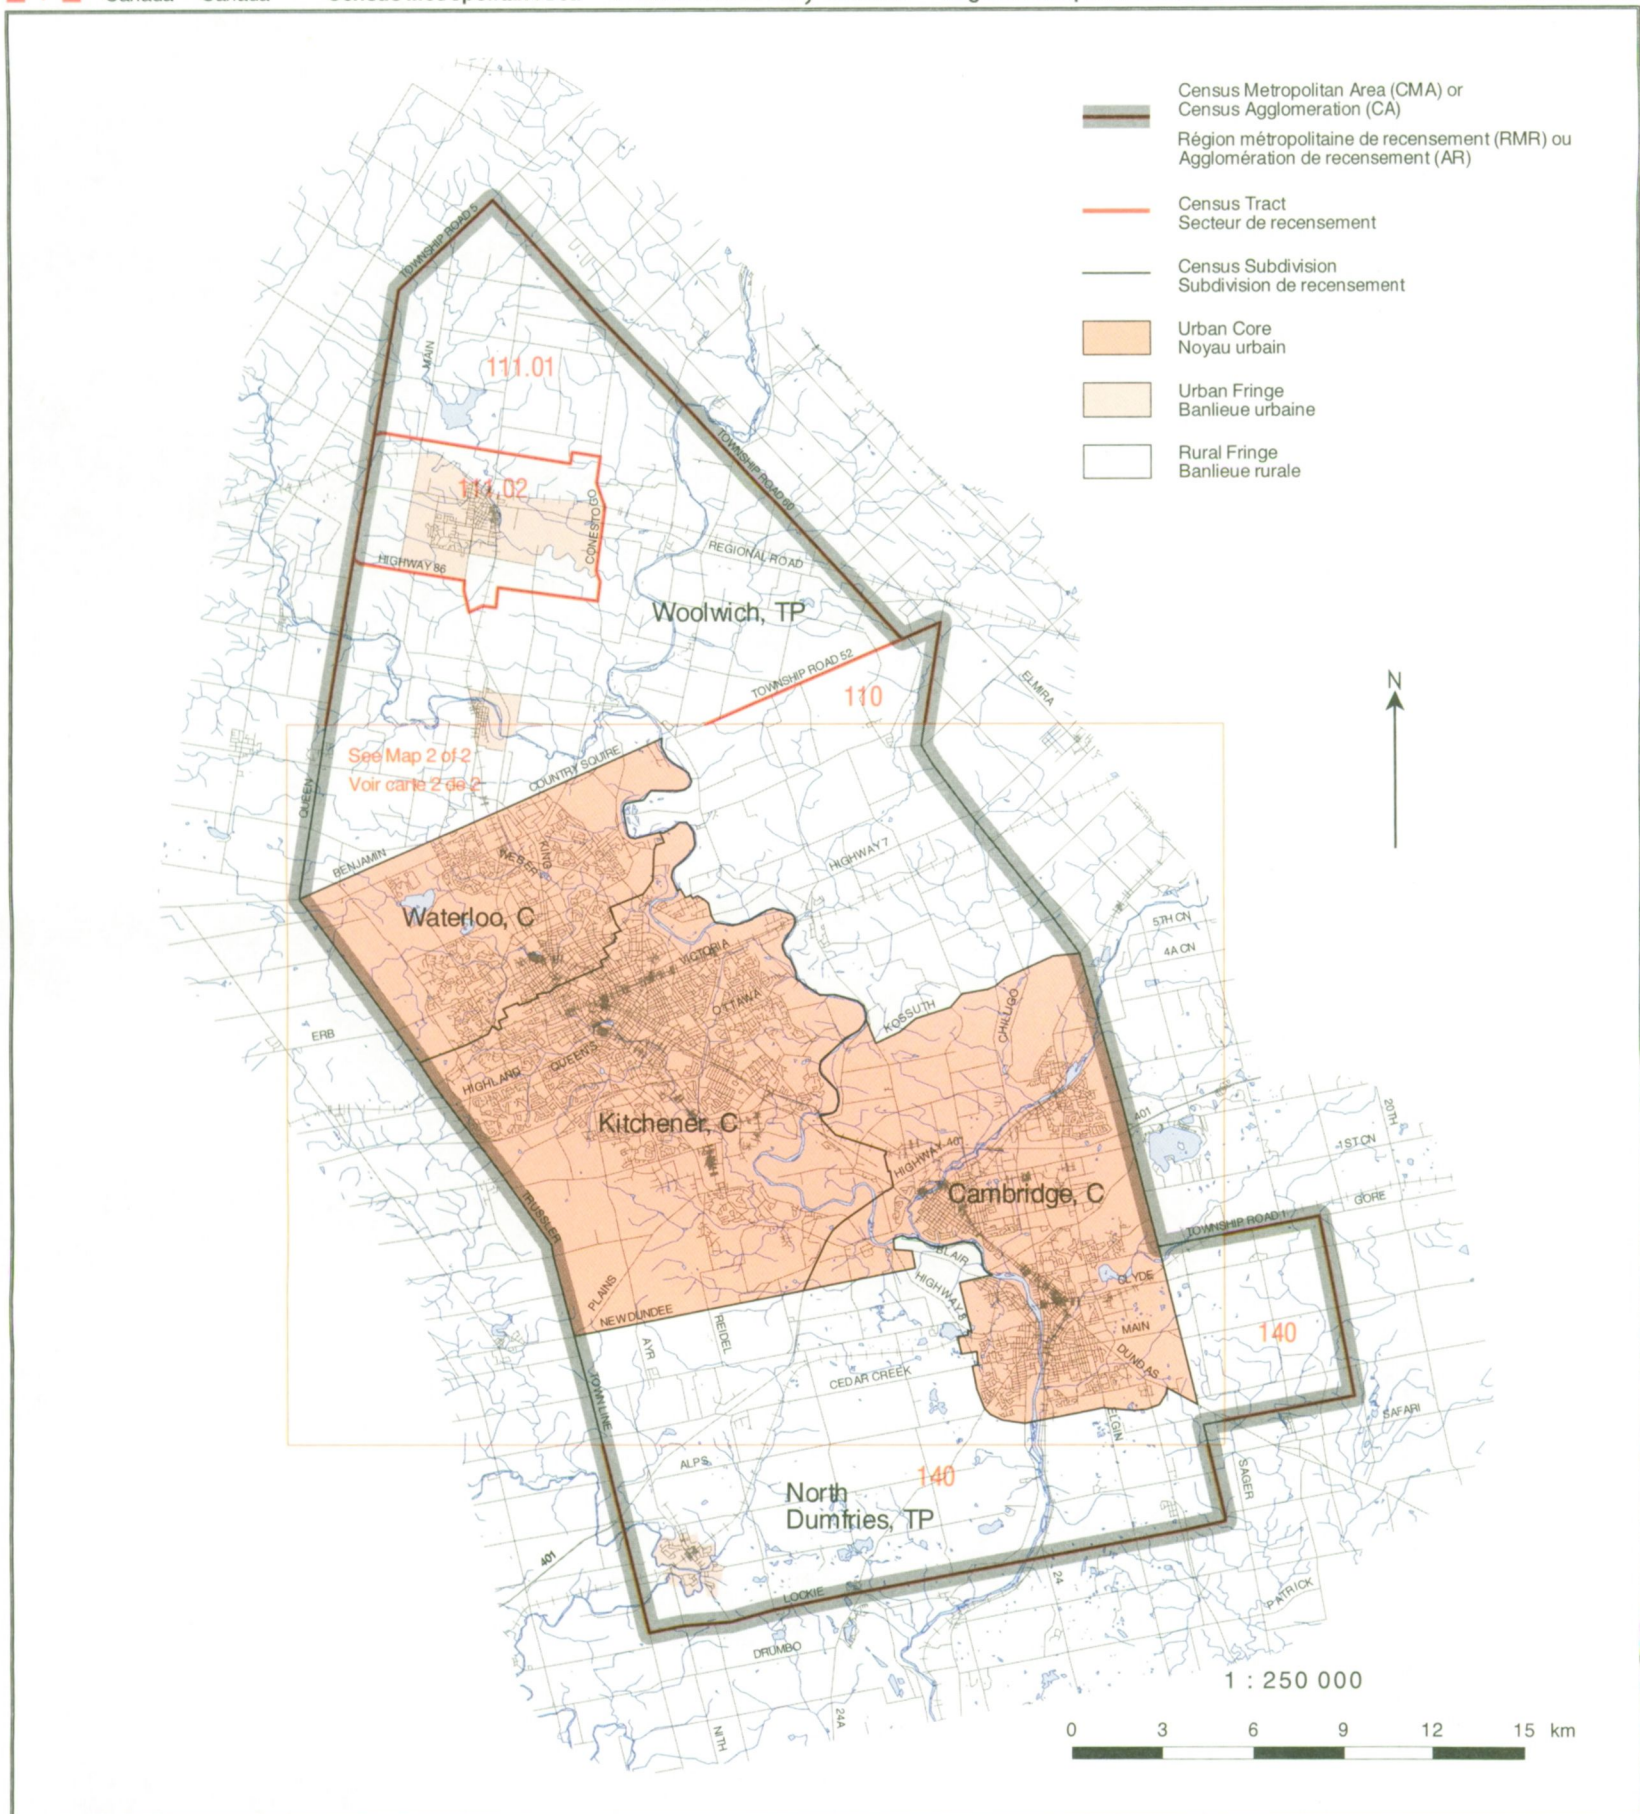 Census Metropolitan Area (CMA) or
Census Agglomeration (CA)
Région métropolitaine de recensement (RMR) ou
Agglomération de recensement (AR)
Census Tract
Secteur de recensement
Census Subdivision
Subdivision de recensement
Urban Core
Noyau urbain
Urban Fringe
Banlieue urbaine
Rural Fringe
Banlieue rurale
TOWNSHIP ROAD 5
MAIN
111.01
TOWNSHIP ROAD 60
111.02
CONESTOGO
HIGHWAY 86
REGIONAL ROAD
Woolwich, TP
TOWNSHIP ROAD 52
110
ELMIRA
N
See Map 2 of 2
Voir carte 2 de 2
COUNTRY SQUIRE
QUEEN
BENJAMIN
WEBER
KING
HIGHWAY 7
Waterloo, C
5TH CN
4A CN
VICTORIA
OTTAWA
KOSSUTH
CHILLIGO
ERB
HIGHLAND
QUEEN'S
Kitchener, C
401
20TH
1ST CN
HIGHWAY 401
Cambridge, C
GORE
TRUSSLER
TOWNSHIP ROAD 1
BLAIR
HIGHWAY 8
CLYDE
PLAINS
NEW DUNDEE
REIDEL
AYR
MAIN
DUNDAS
140
CEDAR CREEK
TOWN LINE
ELGIN
SAFARI
ALPS
140
SAGER
North
Dumfries, TP
401
LOCKIE
24
PATRICK
DRUMBO
NITH
24A
1 : 250 000
0 3 6 9 12 15 km